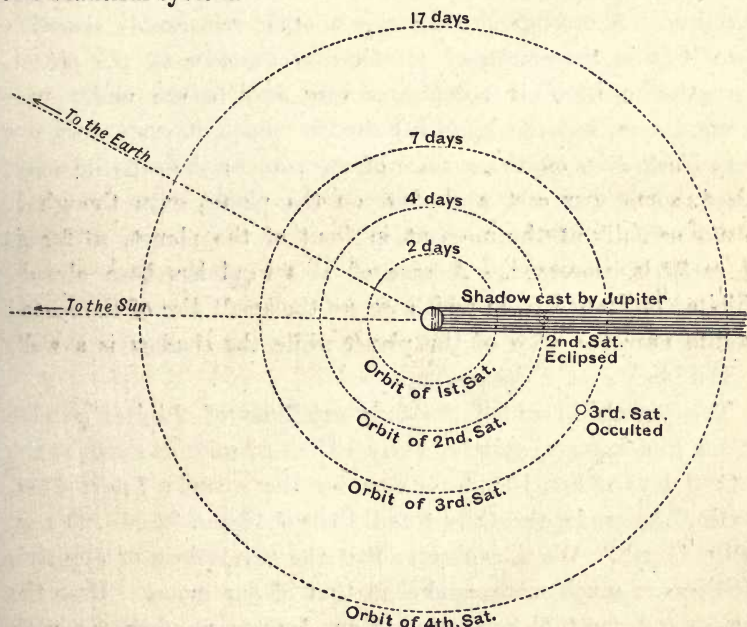 17 days
To the Earth
7 days
4 days
2 days
Shadow cast by Jupiter
To the Sun
2nd. Sat.
Eclipsed
Orbit of 1st. Sat.
3rd. Sat.
Occulted
Orbit of 2nd. Sat.
Orbit of 3rd. Sat.
Orbit of 4th. Sat.